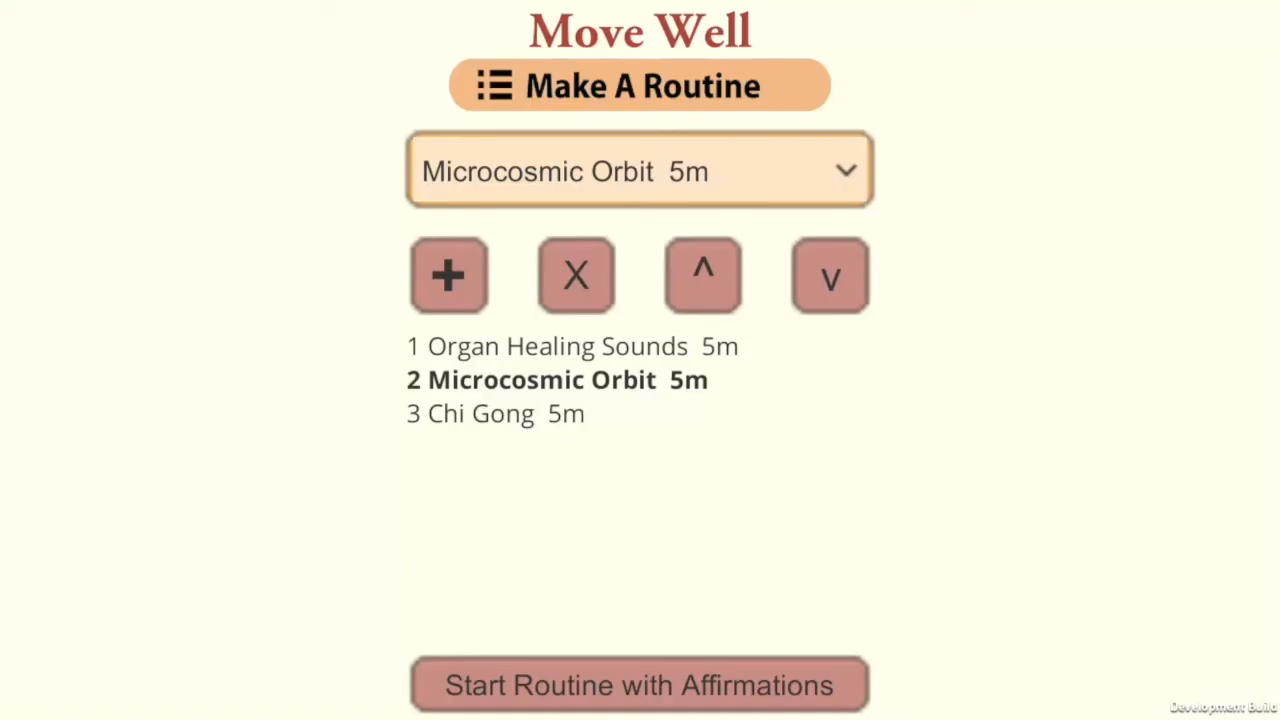 Move Well
Make A Routine
Microcosmic Orbit 5m
+ X ^ v
1 Organ Healing Sounds 5m
2 Microcosmic Orbit 5m
3 Chi Gong 5m
Start Routine with Affirmations
Development Build